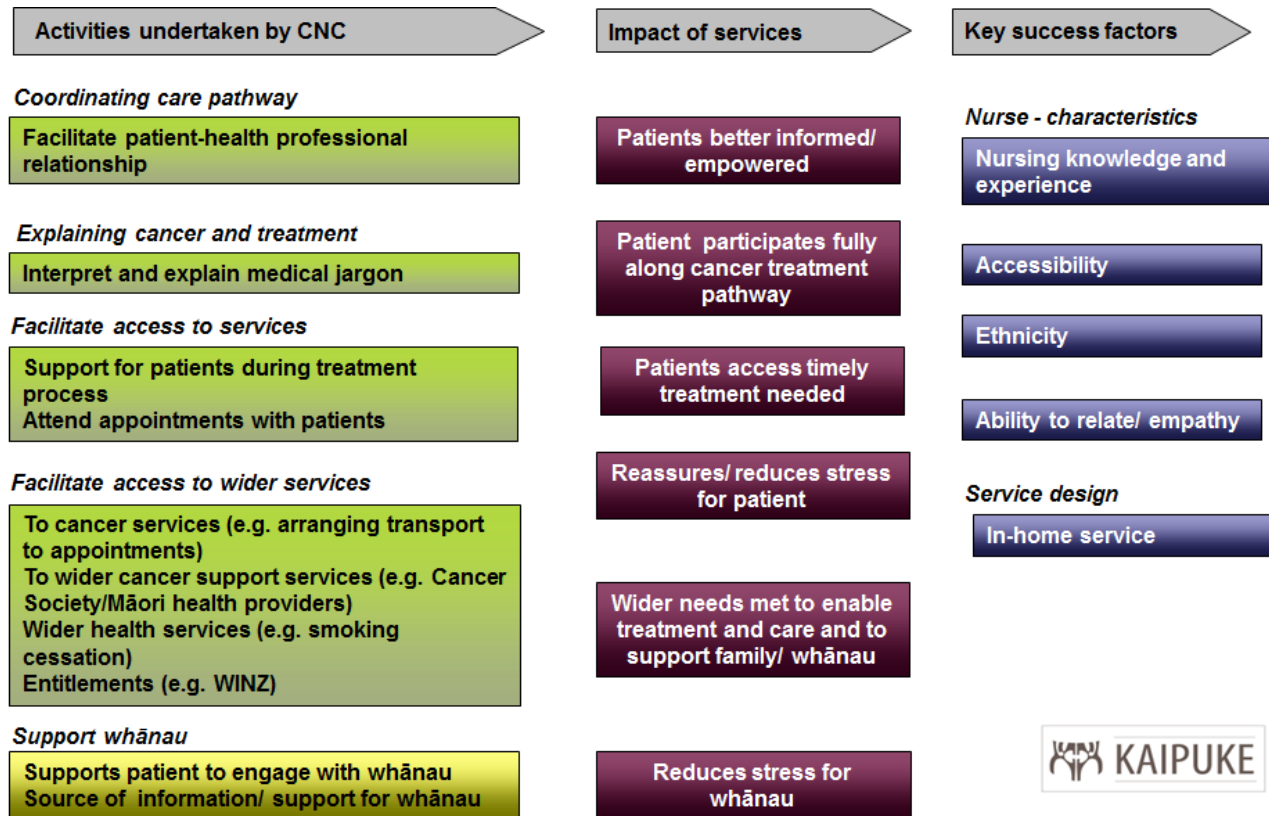 Activities undertaken by CNC
Impact of services
Key success factors
Coordinating care pathway
Facilitate patient-health professional
relationship
Explaining cancer and treatment
Interpret and explain medical jargon
Facilitate access to services
Support for patients during treatment
process
Attend appointments with patients
Facilitate access to wider services
To cancer services (e.g. arranging transport
to appointments)
To wider cancer support services (e.g. Cancer
Society/Māori health providers)
Wider health services (e.g. smoking
cessation)
Entitlements (e.g. WINZ)
Support whānau
Supports patient to engage with whānau
Source of information/ support for whānau
Patients better informed/
empowered
Patient participates fully
along cancer treatment
pathway
Patients access timely
treatment needed
Reassures/ reduces stress
for patient
Wider needs met to enable
treatment and care and to
support family/ whānau
Reduces stress for
whānau
Nurse - characteristics
Nursing knowledge and
experience
Accessibility
Ethnicity
Ability to relate/ empathy
Service design
In-home service
KAIPUKE